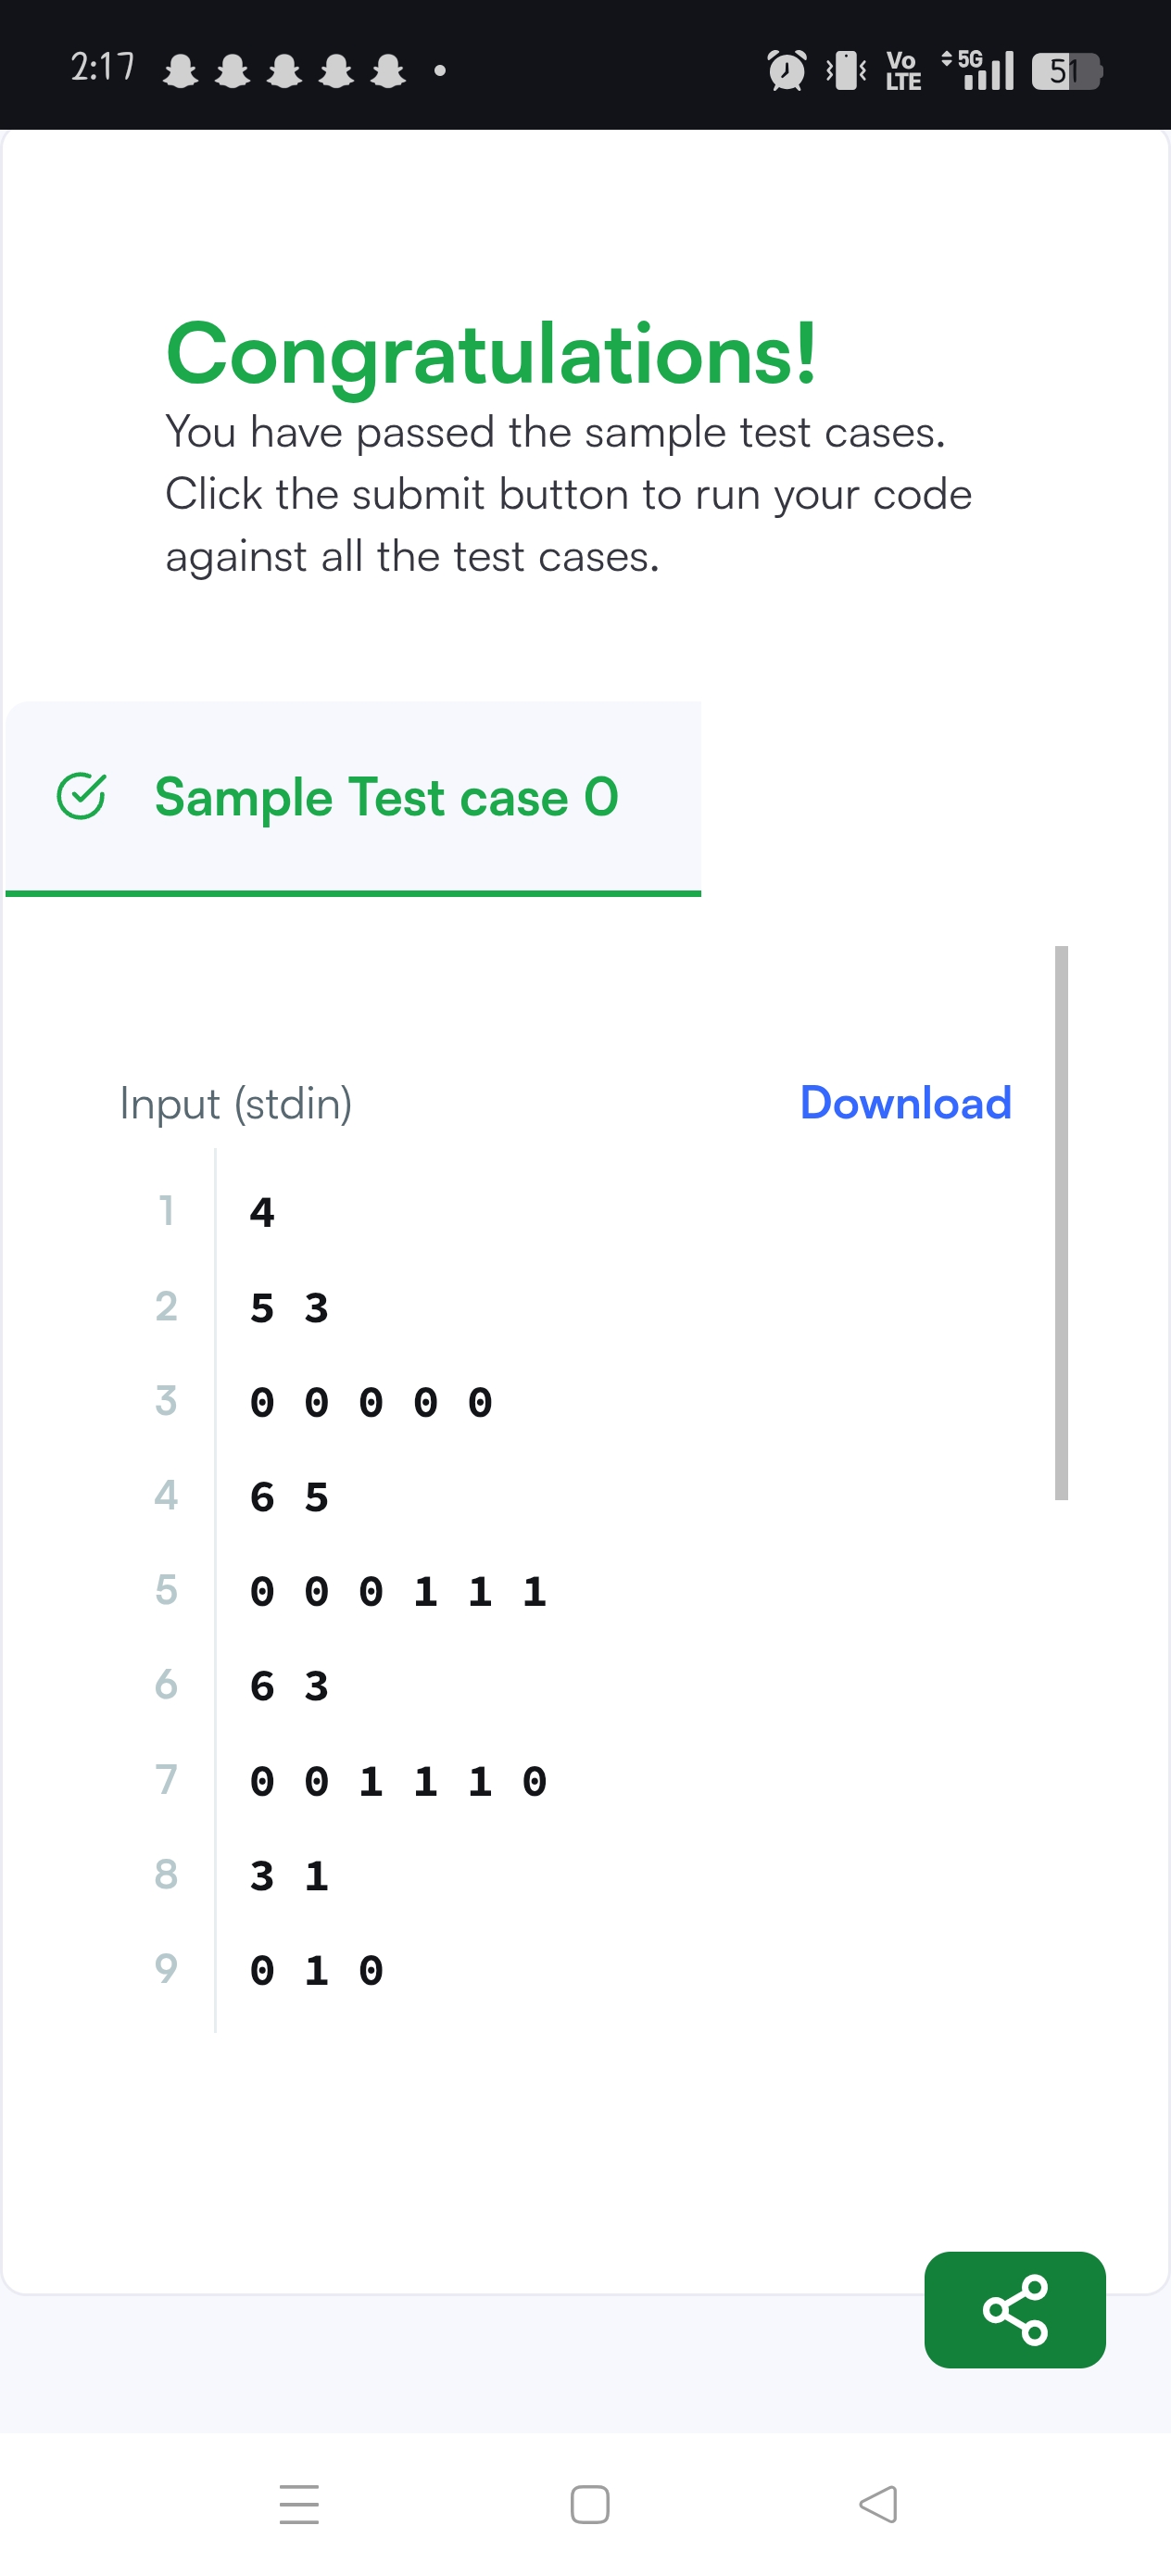 2:17 Vo LTE 5G 51
Congratulations!
You have passed the sample test cases.
Click the submit button to run your code
against all the test cases.
Sample Test case 0
Input (stdin) Download
1 4
2 5 3
3 0 0 0 0 0
4 6 5
5 0 0 0 1 1 1
6 6 3
7 0 0 1 1 1 0
8 3 1
9 0 1 0